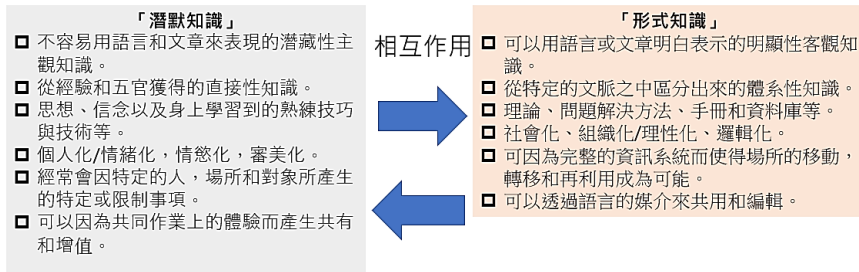 「潛默知識」
不容易用語言和文章來表現的潛藏性主
觀知識。
從經驗和五官獲得的直接性知識。
思想、信念以及身上學習到的熟練技巧
與技術等。
個人化/情緒化，情慾化，審美化。
經常會因特定的人，場所和對象所產生
的特定或限制事項。
可以因為共同作業上的體驗而產生共有
和增值。
相互作用
「形式知識」
可以用語言或文章明白表示的明顯性客觀知
識。
從特定的文脈之中區分出來的體系性知識。
理論、問題解決方法、手冊和資料庫等。
社會化、組織化/理性化、邏輯化。
可因為完整的資訊系統而使得場所的移動，
轉移和再利用成為可能。
可以透過語言的媒介來共用和編輯。